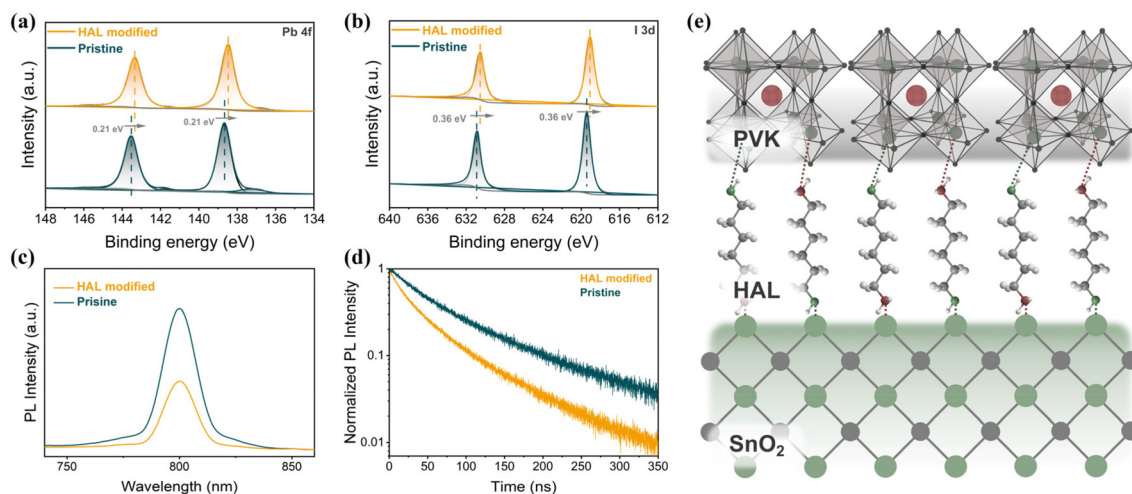 (a)
HAL modified
Pristine
Pb 4f
0.21 eV
0.21 eV
Intensity (a.u.)
148 146 144 142 140 138 136 134
Binding energy (eV)
(b)
HAL modified
Pristine
I 3d
0.36 eV
0.36 eV
Intensity (a.u.)
640 636 632 628 624 620 616 612
Binding energy (eV)
(c)
HAL modified
Prisine
PL Intensity (a.u.)
750 800 850
Wavelength (nm)
(d)
HAL modified
Pristine
Normalized PL Intensity
1
0.1
0.01
0 50 100 150 200 250 300 350
Time (ns)
(e)
PVK
HAL
SnO₂